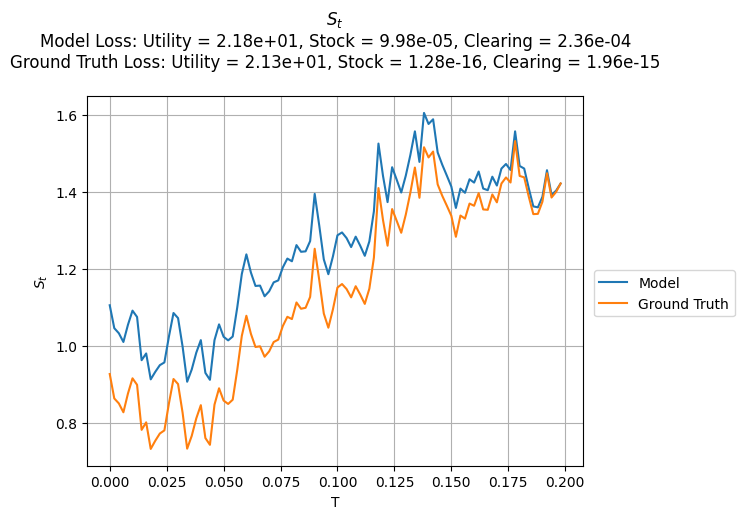 S_t
Model Loss: Utility = 2.18e+01, Stock = 9.98e-05, Clearing = 2.36e-04
Ground Truth Loss: Utility = 2.13e+01, Stock = 1.28e-16, Clearing = 1.96e-15
1.6
1.4
1.2
1.0
0.8
S_t
0.000 0.025 0.050 0.075 0.100 0.125 0.150 0.175 0.200
T
Model
Ground Truth